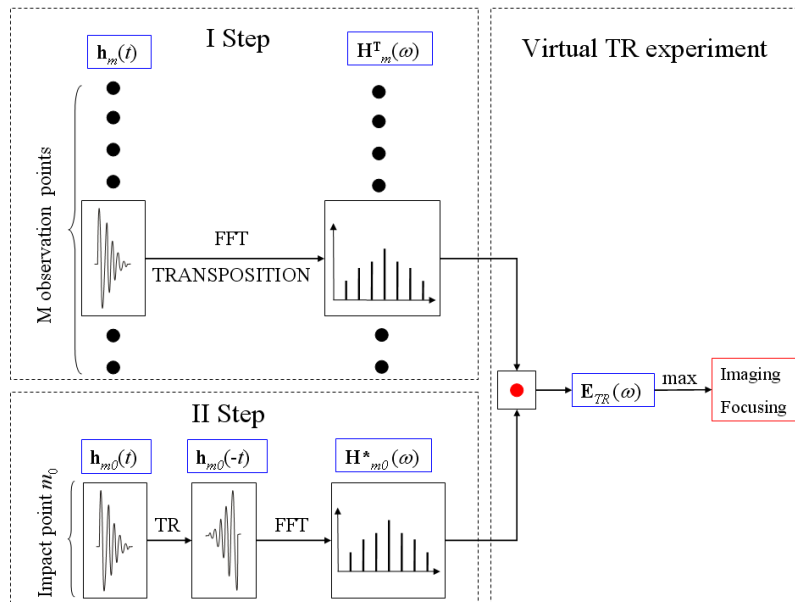 I Step
h_m(t)
H^T_m(ω)
M observation points
FFT
TRANSPOSITION
II Step
h_m0(t)
h_m0(-t)
H*_m0(ω)
Impact point m_0
TR
FFT
Virtual TR experiment
E_TR(ω)
max
Imaging
Focusing